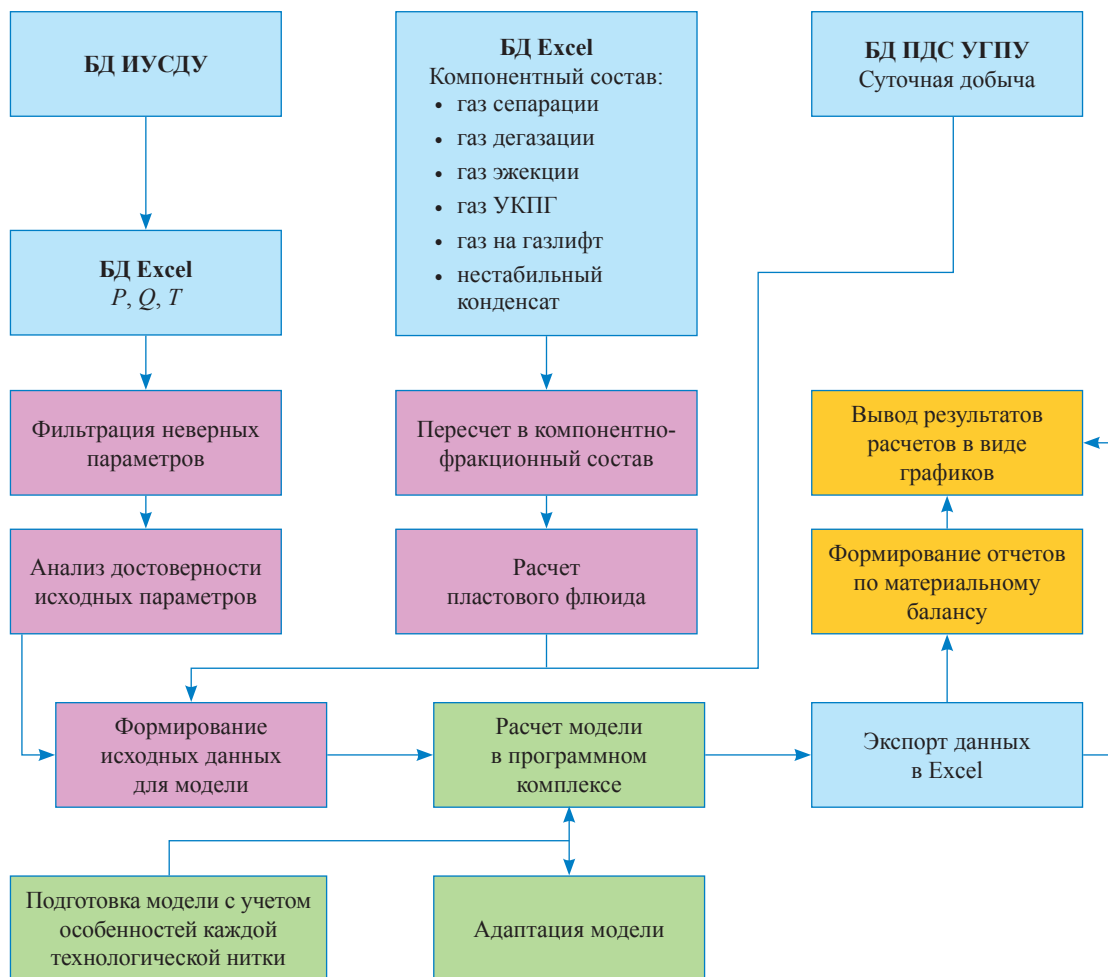 БД ИУСДУ
БД Excel
Компонентный состав:
• газ сепарации
• газ дегазации
• газ эжекции
• газ УКПГ
• газ на газлифт
• нестабильный
конденсат
БД ПДС УГПУ
Суточная добыча
БД Excel
P, Q, T
Фильтрация неверных
параметров
Пересчет в компонентно-
фракционный состав
Вывод результатов
расчетов в виде
графиков
Анализ достоверности
исходных параметров
Расчет
пластового флюида
Формирование отчетов
по материальному
балансу
Формирование
исходных данных
для модели
Расчет модели
в программном
комплексе
Экспорт данных
в Excel
Подготовка модели с учетом
особенностей каждой
технологической нитки
Адаптация модели